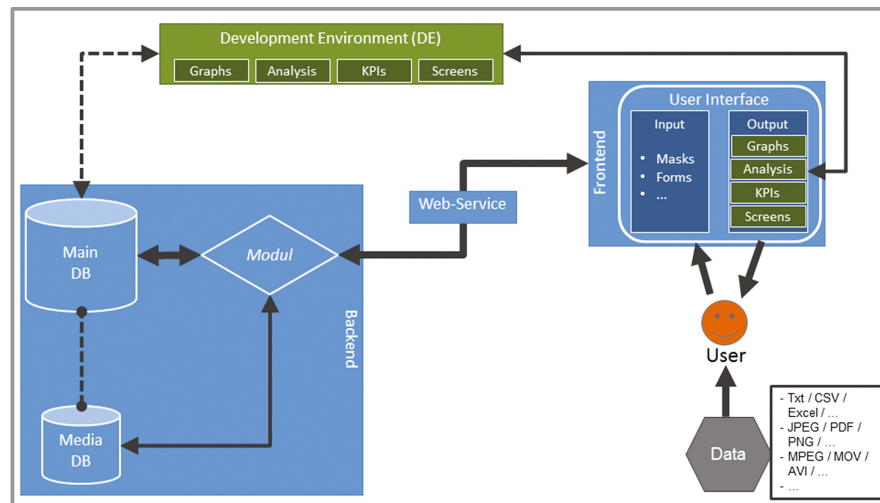 Development Environment (DE)
Graphs
Analysis
KPIs
Screens
User Interface
Frontend
Input
• Masks
• Forms
• ...
Output
Graphs
Analysis
KPIs
Screens
Web-Service
Main
DB
Modul
Backend
Media
DB
User
Data
- Txt / CSV /
Excel / ...
- JPEG / PDF /
PNG / ...
- MPEG / MOV /
AVI / ...
- ...